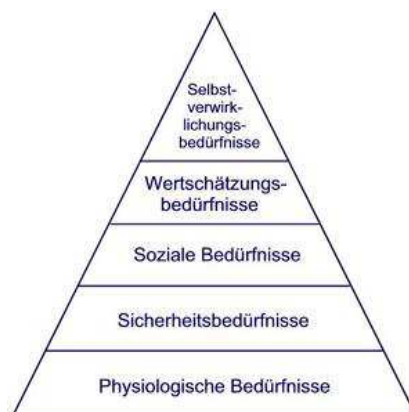 Selbst-
verwirk-
lichungs-
bedürfnisse
Wertschätzungs-
bedürfnisse
Soziale Bedürfnisse
Sicherheitsbedürfnisse
Physiologische Bedürfnisse